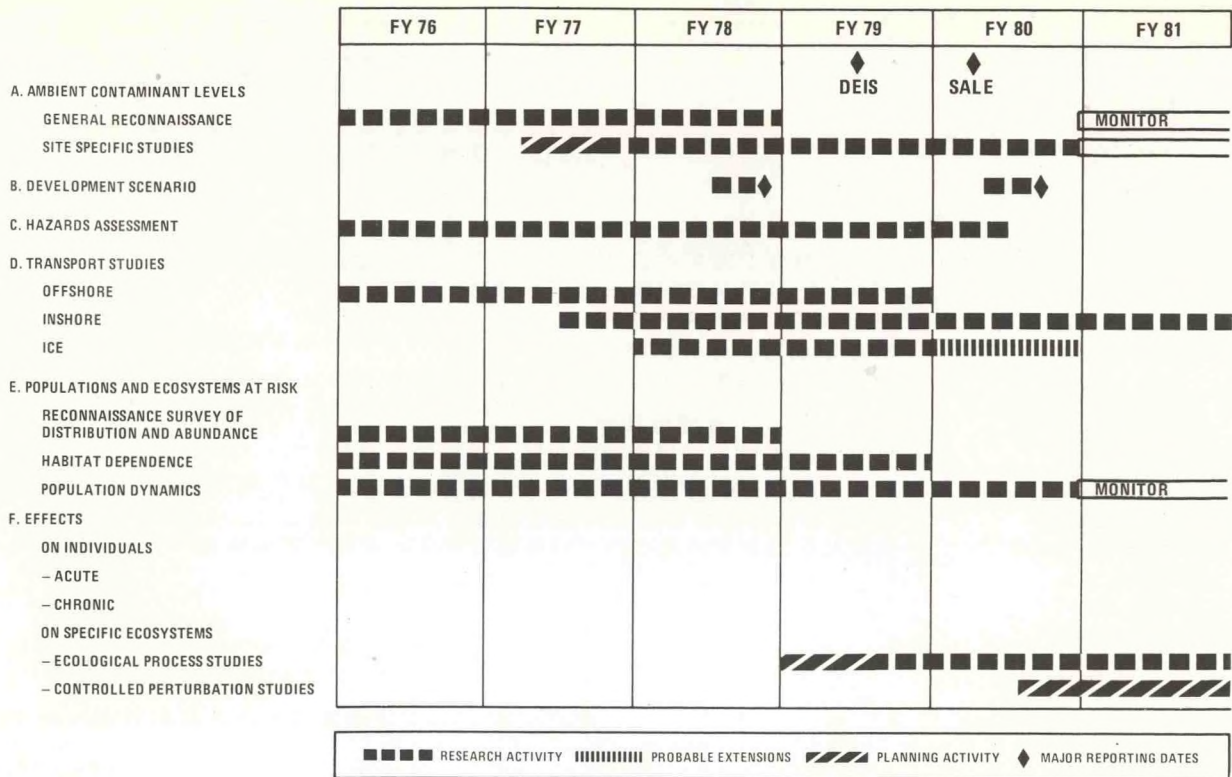 FY 76 FY 77 FY 78 FY 79 FY 80 FY 81
DEIS SALE
A. AMBIENT CONTAMINANT LEVELS
GENERAL RECONNAISSANCE MONITOR
SITE SPECIFIC STUDIES
B. DEVELOPMENT SCENARIO
C. HAZARDS ASSESSMENT
D. TRANSPORT STUDIES
OFFSHORE
INSHORE
ICE
E. POPULATIONS AND ECOSYSTEMS AT RISK
RECONNAISSANCE SURVEY OF
DISTRIBUTION AND ABUNDANCE
HABITAT DEPENDENCE
POPULATION DYNAMICS MONITOR
F. EFFECTS
ON INDIVIDUALS
– ACUTE
– CHRONIC
ON SPECIFIC ECOSYSTEMS
– ECOLOGICAL PROCESS STUDIES
– CONTROLLED PERTURBATION STUDIES
RESEARCH ACTIVITY PROBABLE EXTENSIONS PLANNING ACTIVITY MAJOR REPORTING DATES